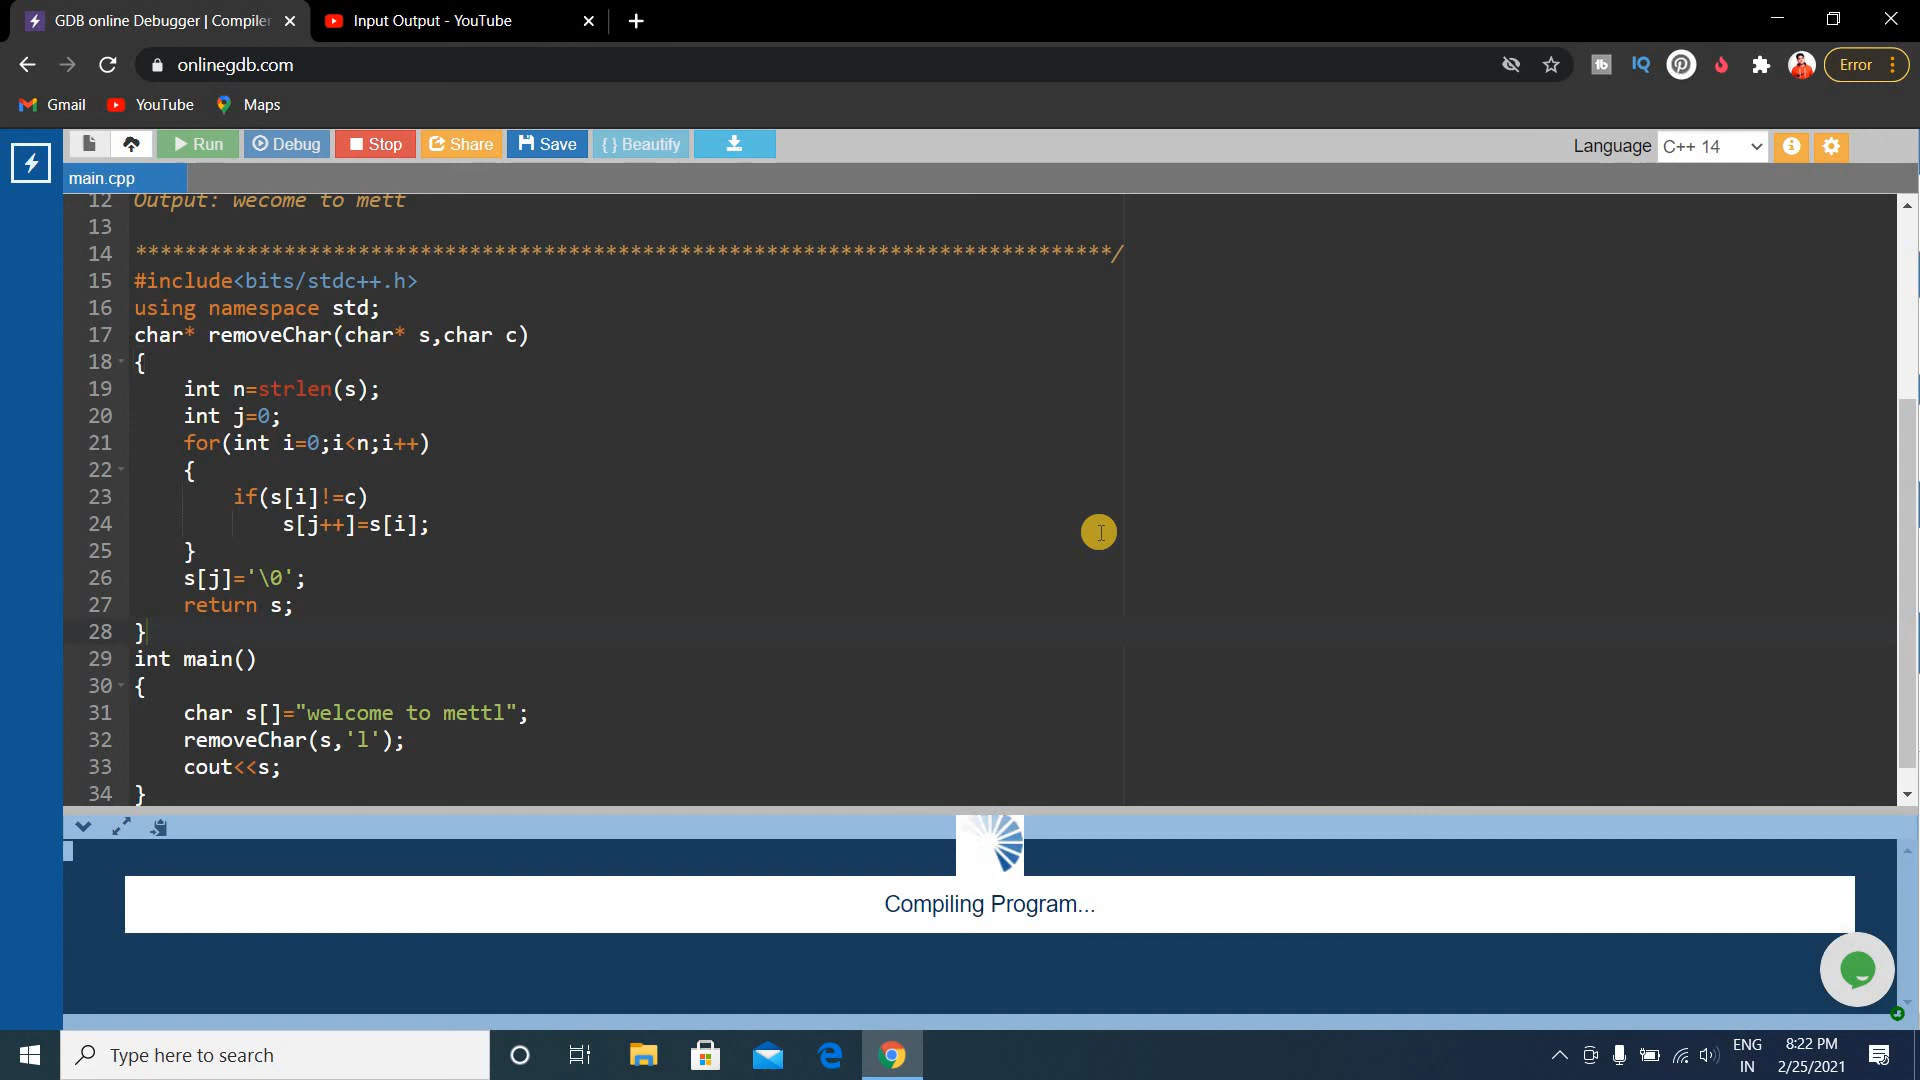 GDB online Debugger | Compiler
Input Output - YouTube
onlinegdb.com
Error
Gmail YouTube Maps
Run Debug Stop Share Save { } Beautify
Language C++ 14
main.cpp
12 Output: wecome to mett
13
14 *******************************************************************************/
15 #include<bits/stdc++.h>
16 using namespace std;
17 char* removeChar(char* s,char c)
18 {
19 int n=strlen(s);
20 int j=0;
21 for(int i=0;i<n;i++)
22 {
23 if(s[i]!=c)
24 s[j++]=s[i];
25 }
26 s[j]='\0';
27 return s;
28 }
29 int main()
30 {
31 char s[]="welcome to mettl";
32 removeChar(s,'l');
33 cout<<s;
34 }
Compiling Program...
Type here to search
ENG
IN
8:22 PM
2/25/2021